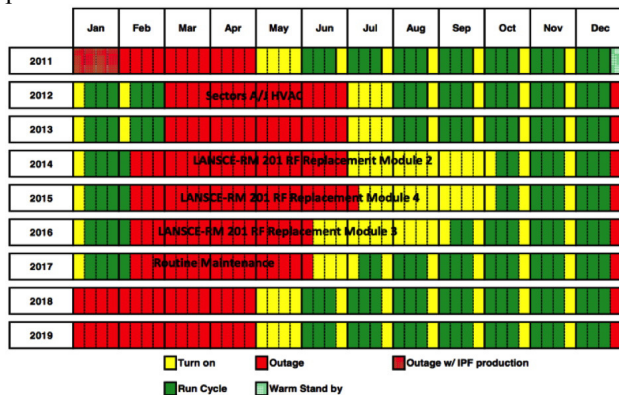 p
Jan Feb Mar Apr May Jun Jul Aug Sep Oct Nov Dec
2011
2012 Sectors A/J HVAC
2013
2014 LANSCE-RM 201 RF Replacement Module 2
2015 LANSCE-RM 201 RF Replacement Module 4
2016 LANSCE-RM 201 RF Replacement Module 3
2017 Routine Maintenance
2018
2019
Turn on Outage Outage w/ IPF production
Run Cycle Warm Stand by